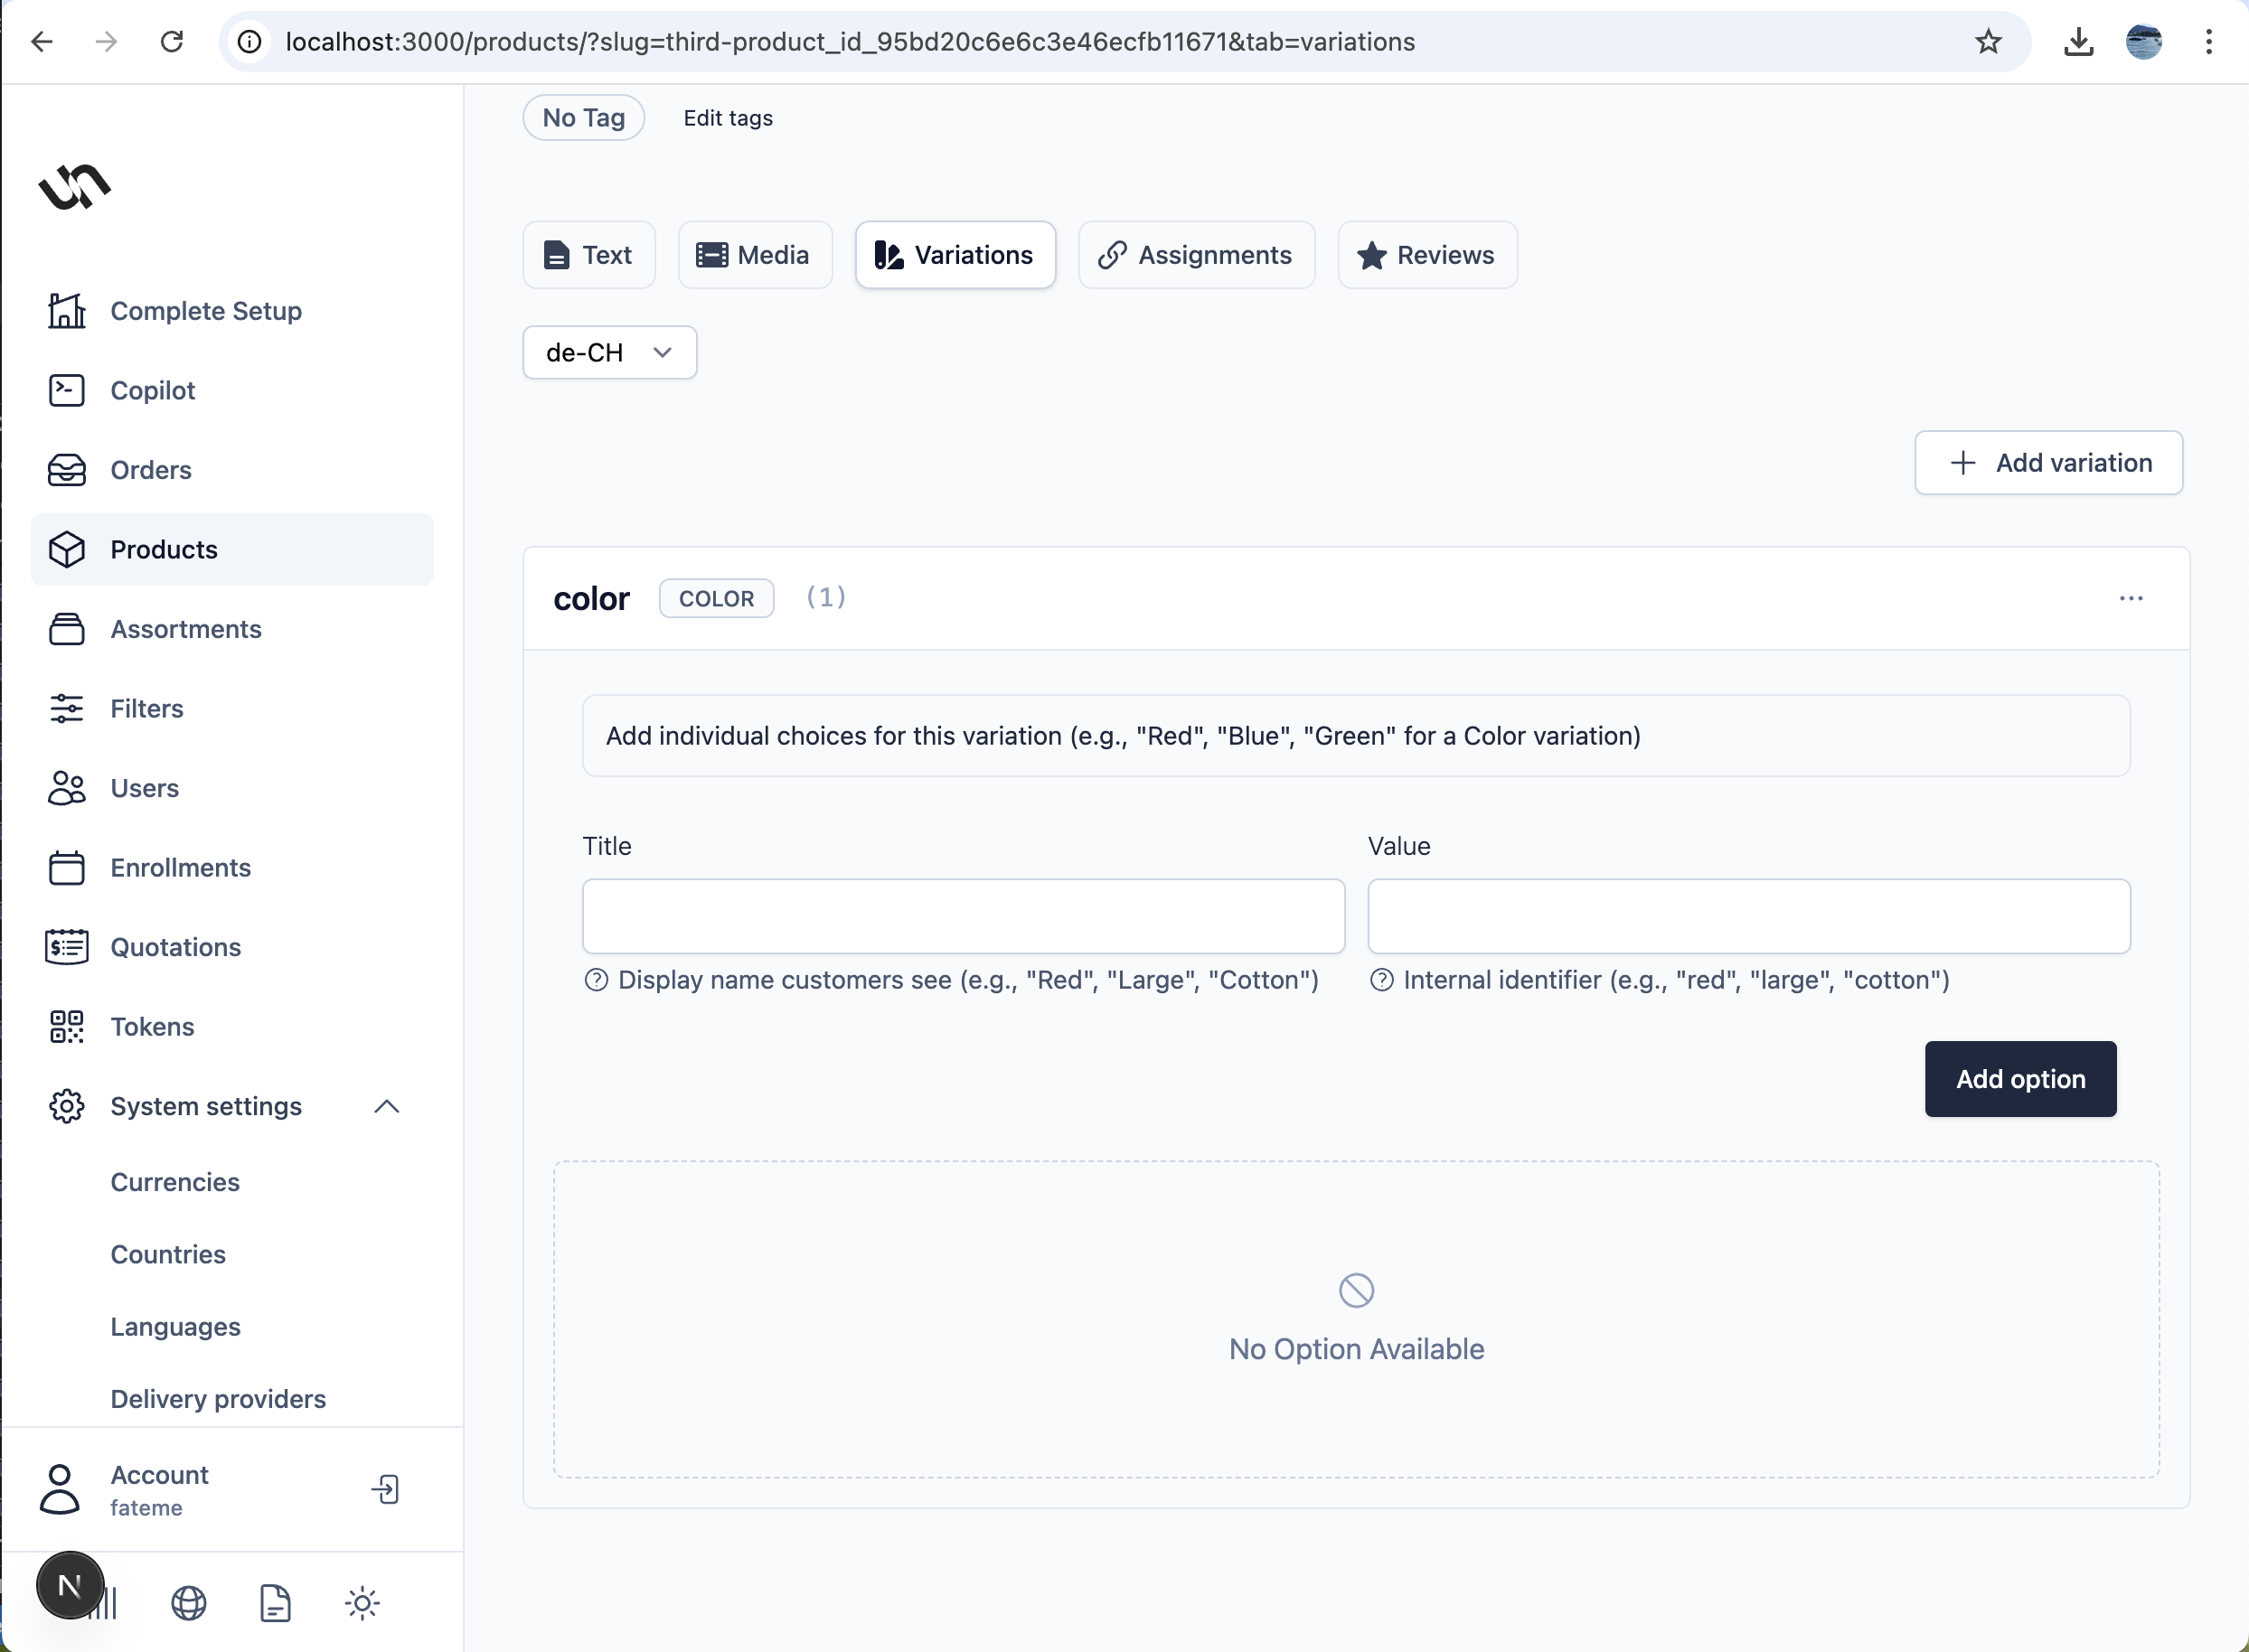 localhost:3000/products/?slug=third-product_id_95bd20c6e6c3e46ecfb11671&tab=variations
No Tag
Edit tags
Text
Media
Variations
Assignments
Reviews
de-CH
Add variation
color
COLOR
(1)
Add individual choices for this variation (e.g., "Red", "Blue", "Green" for a Color variation)
Title
Value
Display name customers see (e.g., "Red", "Large", "Cotton")
Internal identifier (e.g., "red", "large", "cotton")
Add option
No Option Available
un
Complete Setup
Copilot
Orders
Products
Assortments
Filters
Users
Enrollments
Quotations
Tokens
System settings
Currencies
Countries
Languages
Delivery providers
Account
fateme
N